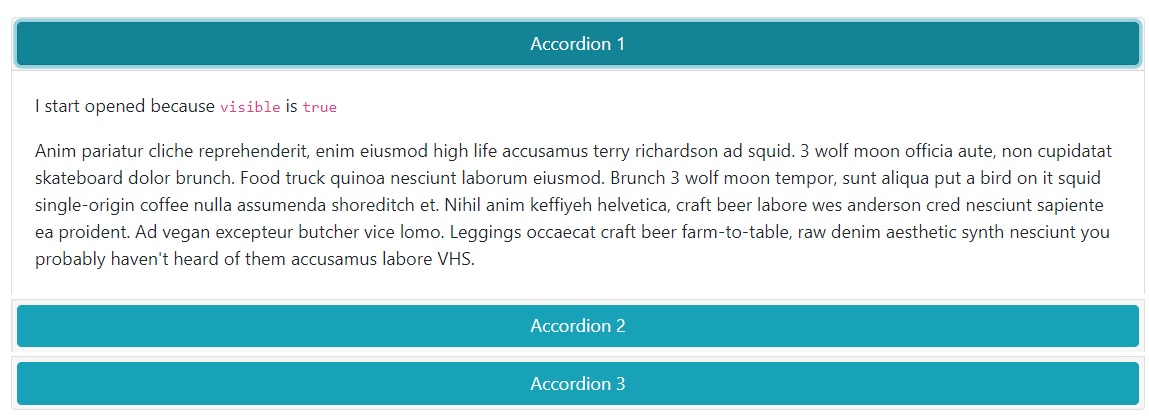 Accordion 1
I start opened because visible is true
Anim pariatur cliche reprehenderit, enim eiusmod high life accusamus terry richardson ad squid. 3 wolf moon officia aute, non cupidatat
skateboard dolor brunch. Food truck quinoa nesciunt laborum eiusmod. Brunch 3 wolf moon tempor, sunt aliqua put a bird on it squid
single-origin coffee nulla assumenda shoreditch et. Nihil anim keffiyeh helvetica, craft beer labore wes anderson cred nesciunt sapiente
ea proident. Ad vegan excepteur butcher vice lomo. Leggings occaecat craft beer farm-to-table, raw denim aesthetic synth nesciunt you
probably haven't heard of them accusamus labore VHS.
Accordion 2
Accordion 3